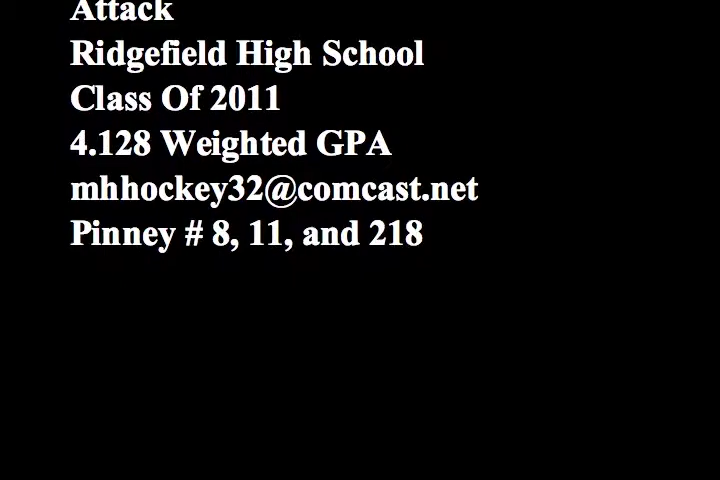 Attack
Ridgefield High School
Class Of 2011
4.128 Weighted GPA
mhhockey32@comcast.net
Pinney # 8, 11, and 218